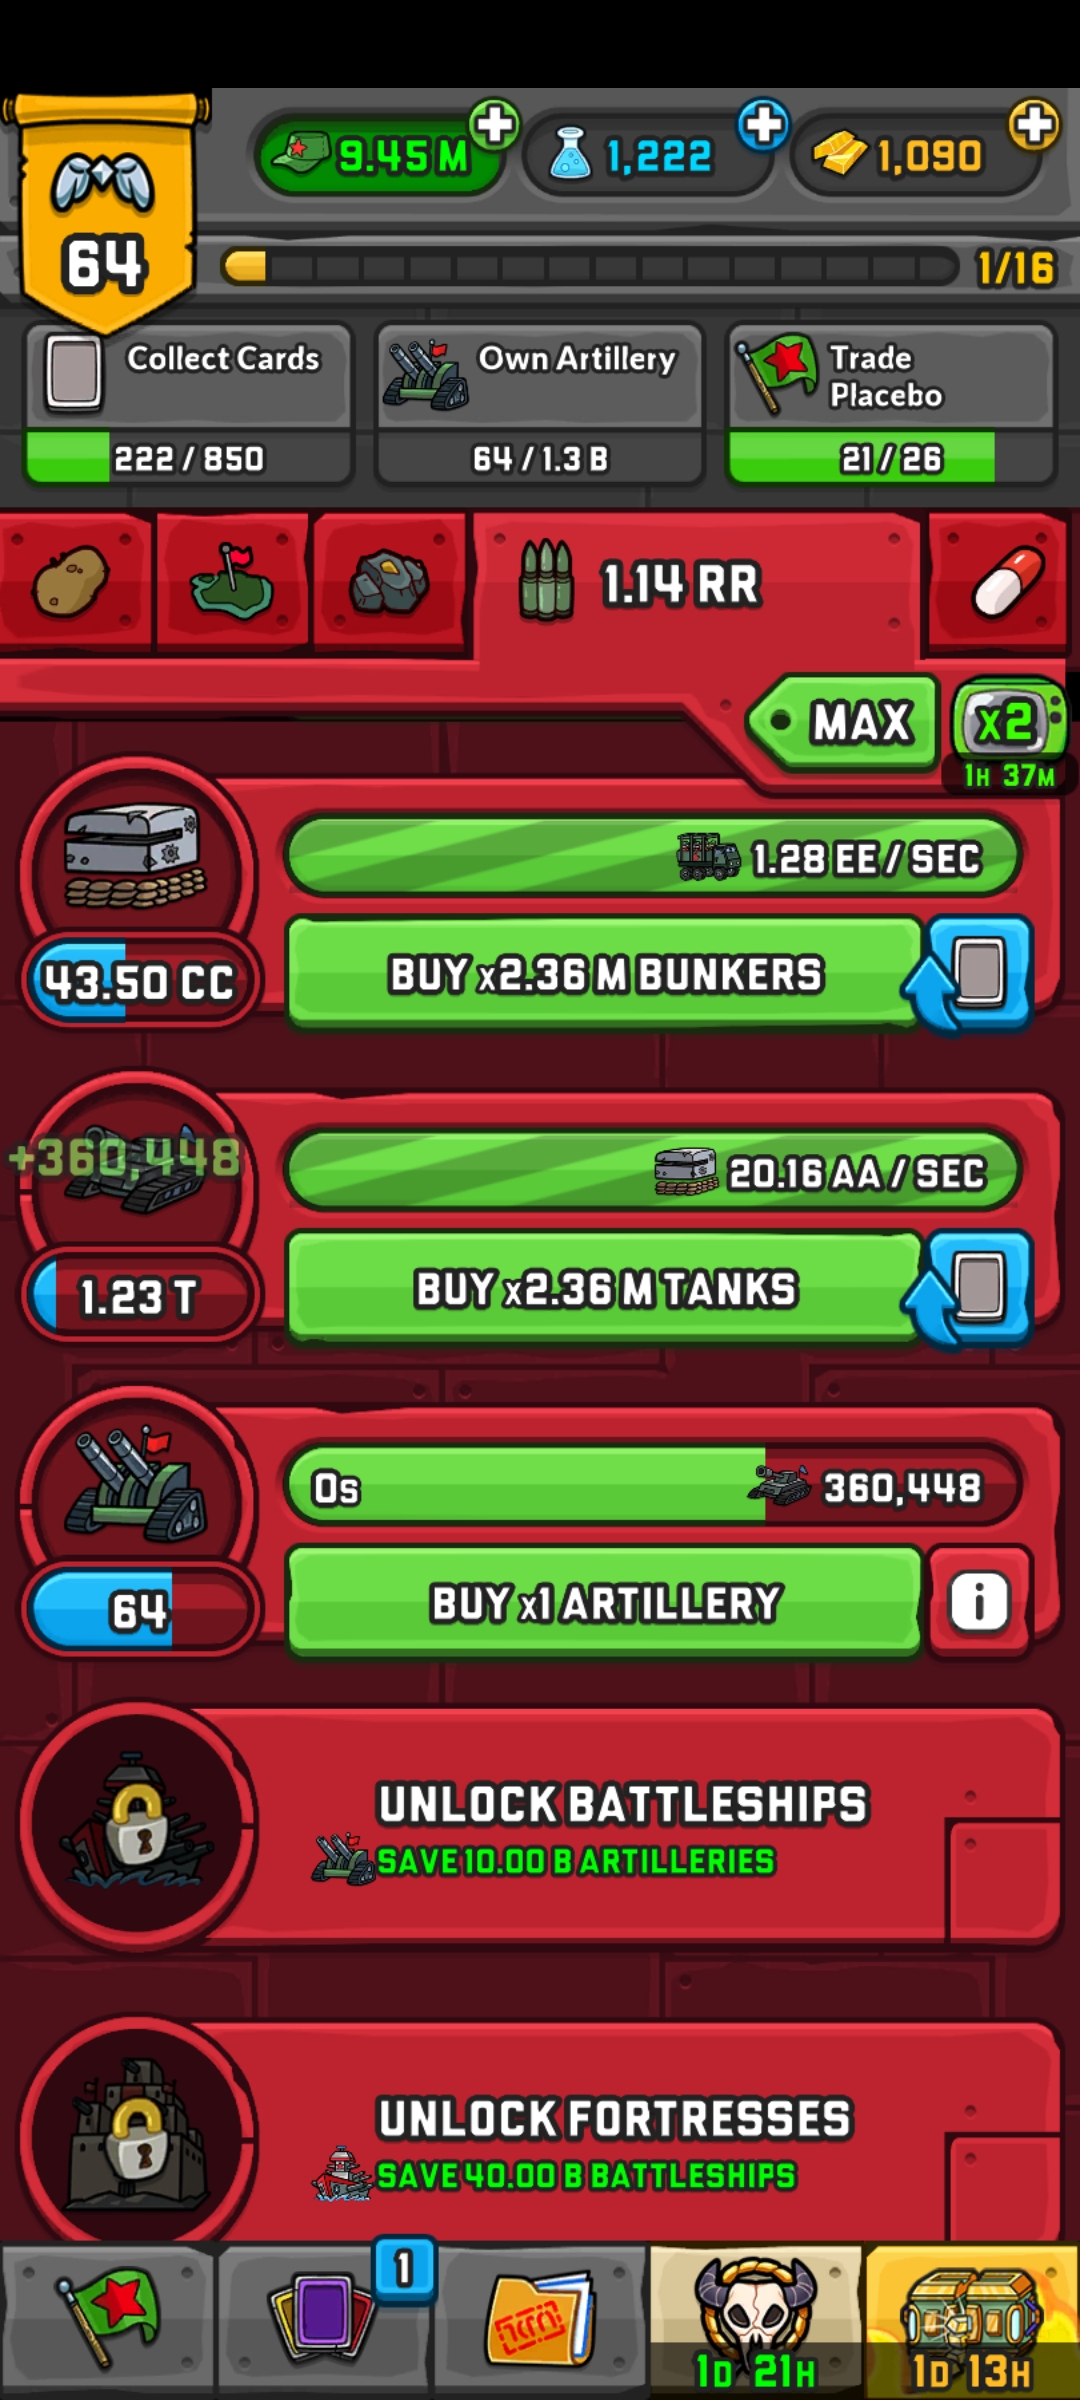 64
9.45 M
1,222
1,090
1/16
Collect Cards
222 / 850
Own Artillery
64 / 1.3 B
Trade
Placebo
21 / 26
1.14 RR
MAX
x2
1H 37M
1.28 EE / SEC
43.50 CC
BUY x2.36 M BUNKERS
+360,448
20.16 AA / SEC
1.23 T
BUY x2.36 M TANKS
0s
360,448
64
BUY x1 ARTILLERY
i
UNLOCK BATTLESHIPS
SAVE 10.00 B ARTILLERIES
UNLOCK FORTRESSES
SAVE 40.00 B BATTLESHIPS
1
1D 21H
1D 13H